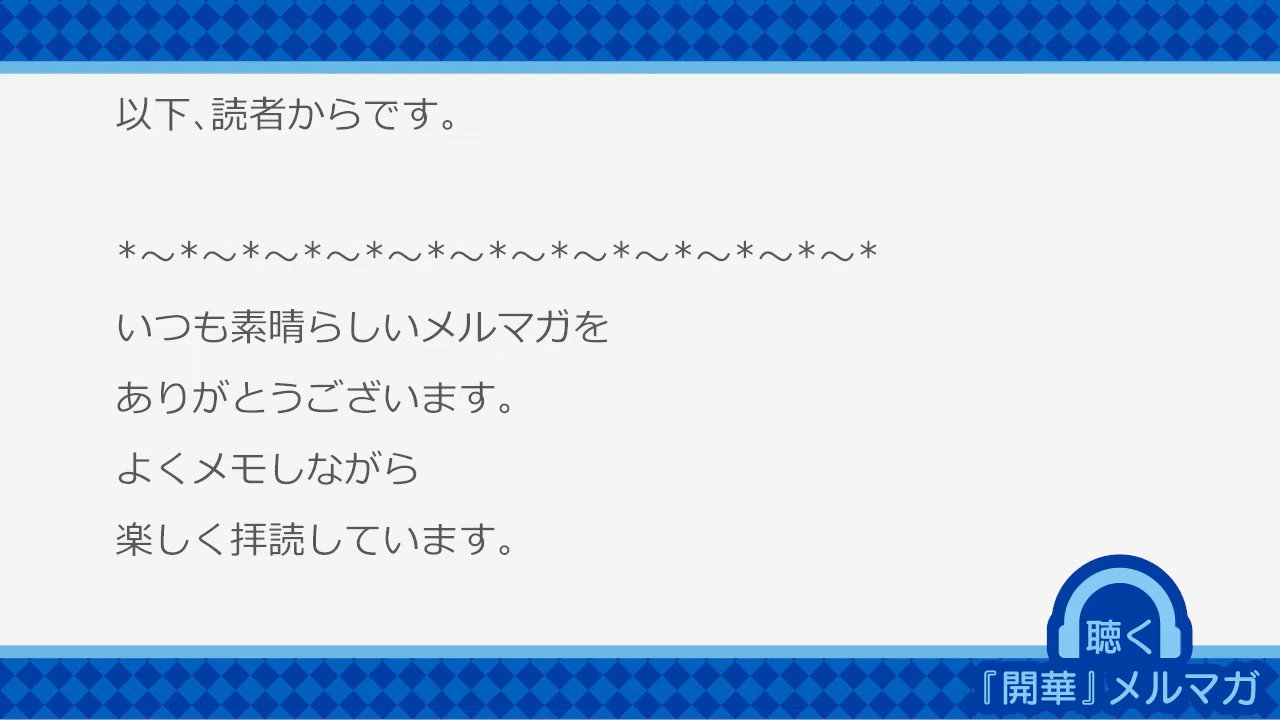 以下、読者からです。
*～*～*～*～*～*～*～*～*～*～*～*～*
いつも素晴らしいメルマガを
ありがとうございます。
よくメモしながら
楽しく拝読しています。
聴く
『開華』メルマガ